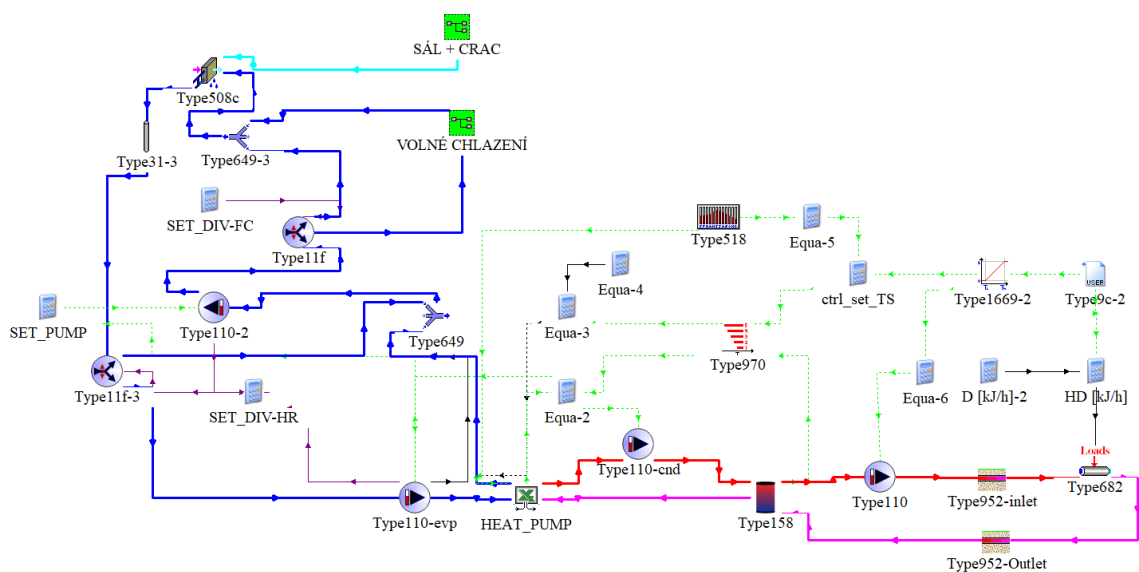 SÁL + CRAC
Type508c
VOLNÉ CHLAZENÍ
Type649-3
Type31-3
SET_DIV-FC
Type11f
Type518
Equa-5
Equa-4
ctrl_set_TS
Type1669-2
USER
Type9c-2
SET_PUMP
Type110-2
Type649
Equa-3
Type970
Type11f-3
SET_DIV-HR
Equa-2
Equa-6
D [kJ/h]-2
HD [kJ/h]
Type110-cnd
Loads
Type110-evp
HEAT_PUMP
Type158
Type110
Type952-inlet
Type682
Type952-Outlet